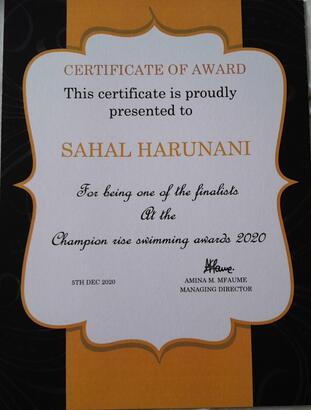 CERTIFICATE OF AWARD
This certificate is proudly
presented to
SAHAL HARUNANI
For being one of the finalists
At the
Champion rise swimming awards 2020
5TH DEC 2020
AMINA M. MFAUME
MANAGING DIRECTOR